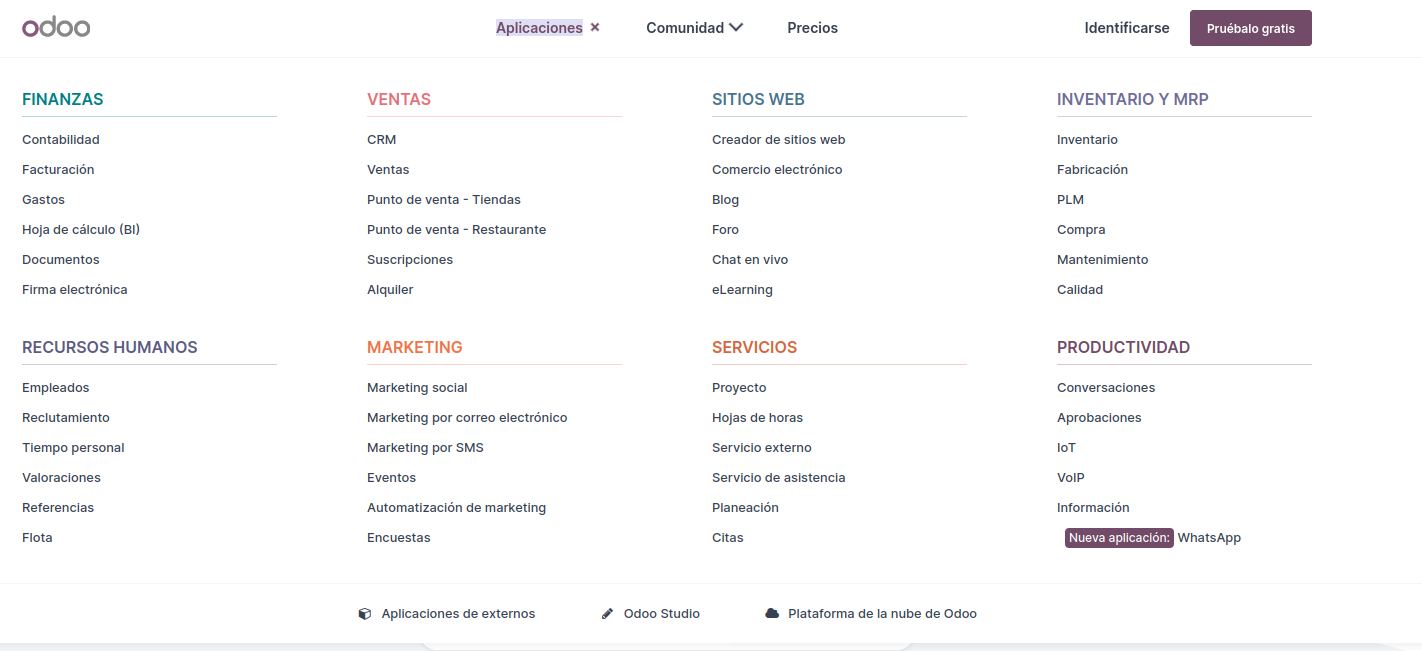 odoo
Aplicaciones ×
Comunidad
Precios
Identificarse
Pruébalo gratis
FINANZAS
Contabilidad
Facturación
Gastos
Hoja de cálculo (BI)
Documentos
Firma electrónica
VENTAS
CRM
Ventas
Punto de venta - Tiendas
Punto de venta - Restaurante
Suscripciones
Alquiler
SITIOS WEB
Creador de sitios web
Comercio electrónico
Blog
Foro
Chat en vivo
eLearning
INVENTARIO Y MRP
Inventario
Fabricación
PLM
Compra
Mantenimiento
Calidad
RECURSOS HUMANOS
Empleados
Reclutamiento
Tiempo personal
Valoraciones
Referencias
Flota
MARKETING
Marketing social
Marketing por correo electrónico
Marketing por SMS
Eventos
Automatización de marketing
Encuestas
SERVICIOS
Proyecto
Hojas de horas
Servicio externo
Servicio de asistencia
Planeación
Citas
PRODUCTIVIDAD
Conversaciones
Aprobaciones
IoT
VoIP
Información
Nueva aplicación: WhatsApp
Aplicaciones de externos
Odoo Studio
Plataforma de la nube de Odoo